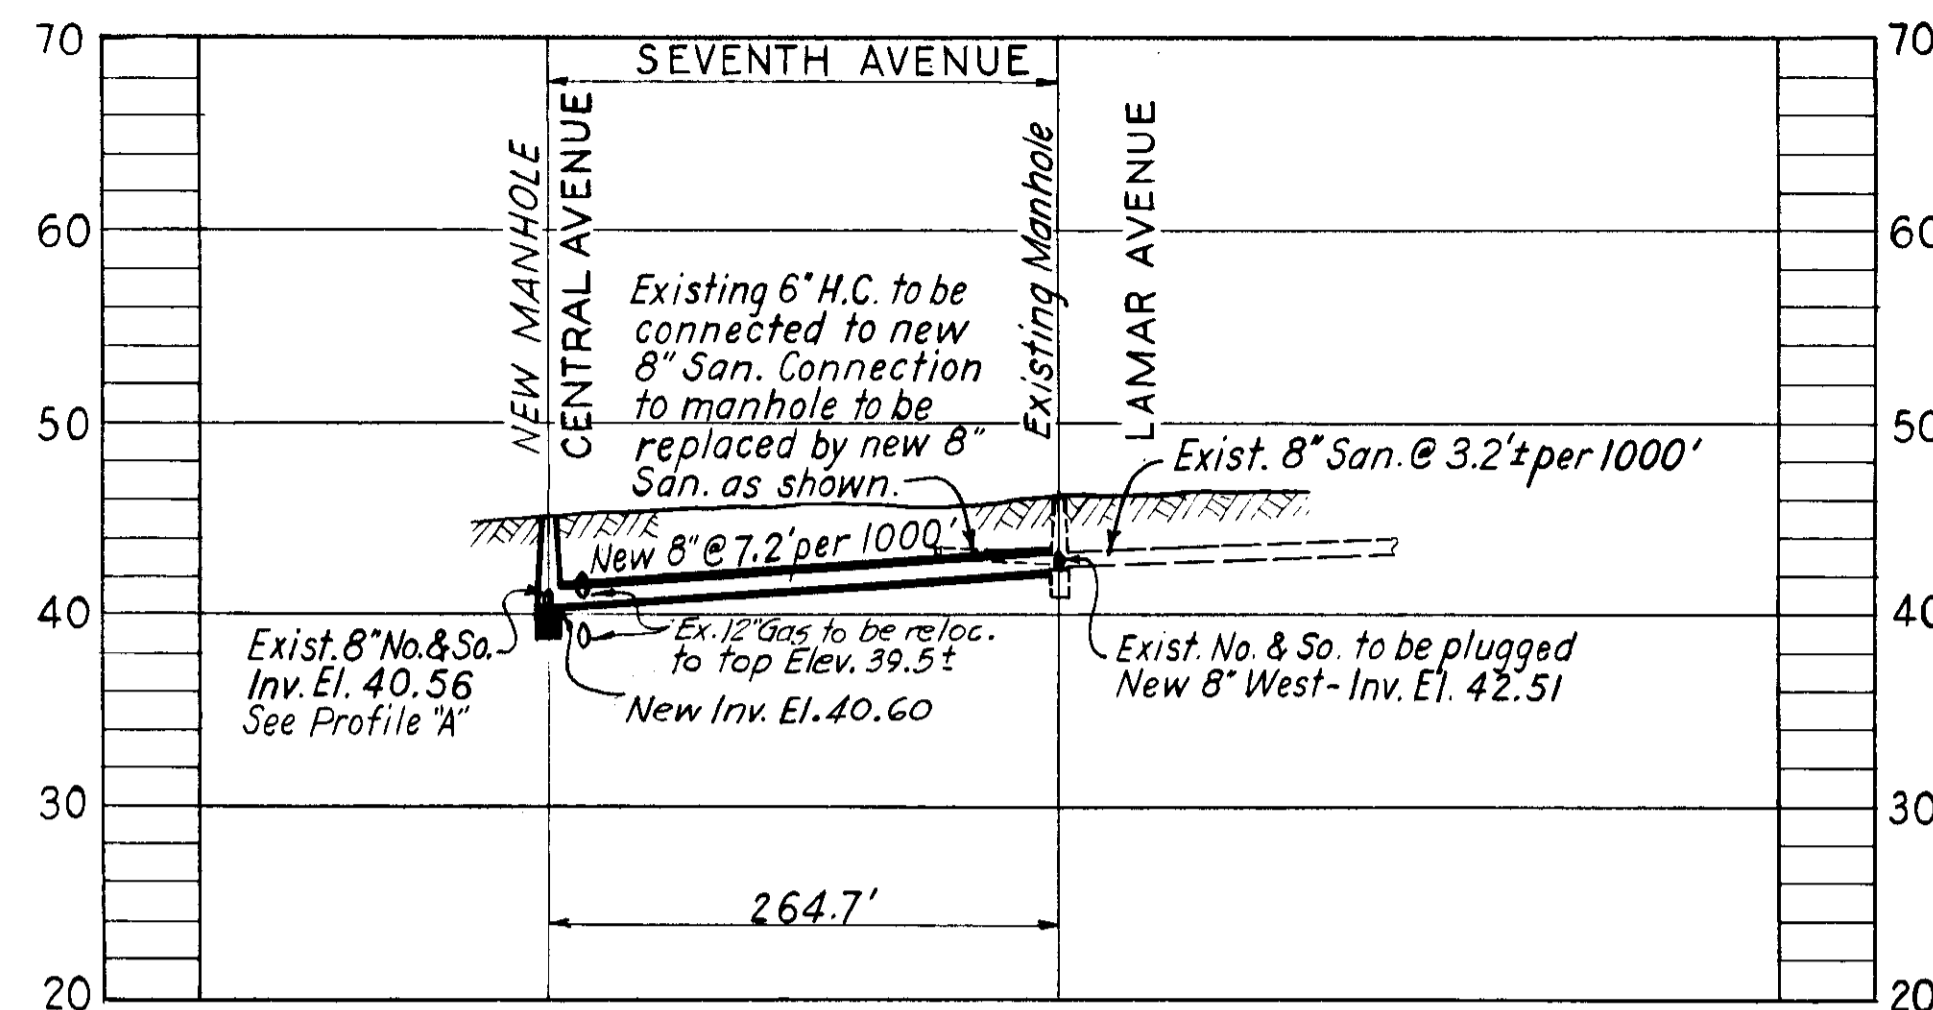 70
60
50
40
30
20
SEVENTH AVENUE
NEW MANHOLE
CENTRAL AVENUE
Existing Manhole
LAMAR AVENUE
Existing 6" H.C. to be
connected to new
8" San. Connection
to manhole to be
replaced by new 8"
San. as shown.
Exist. 8" San. @ 3.2'± per 1000'
New 8" @ 7.2' per 1000'
Exist. 8" No. & So.
Inv. El. 40.56
See Profile "A"
Ex. 12" Gas to be reloc.
to top Elev. 39.5±
New Inv. El. 40.60
Exist. No. & So. to be plugged
New 8" West - Inv. El. 42.51
264.7'
70
60
50
40
30
20